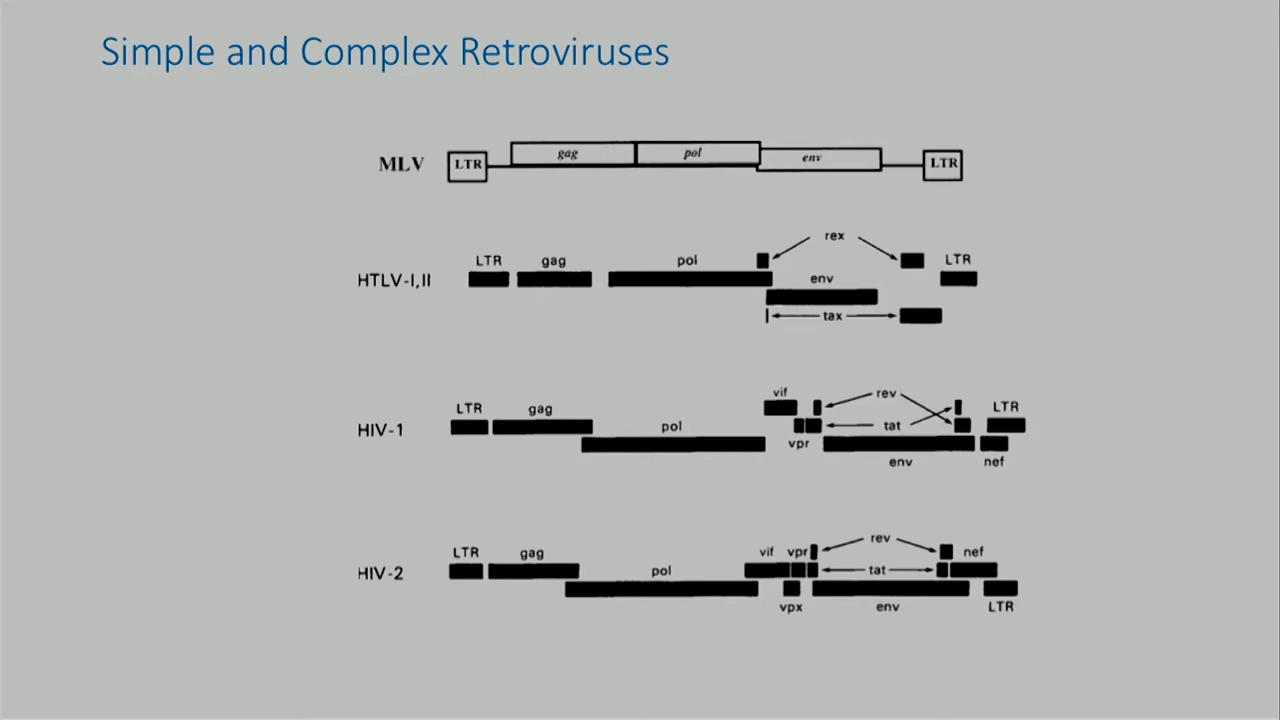 Simple and Complex Retroviruses
MLV LTR gag pol env LTR
rex
LTR gag pol env LTR
HTLV-I,II
tax
vif rev
LTR gag LTR
HIV-1 pol tat
vpr env nef
rev
LTR gag vif vpr nef
HIV-2 pol tat
vpx env LTR